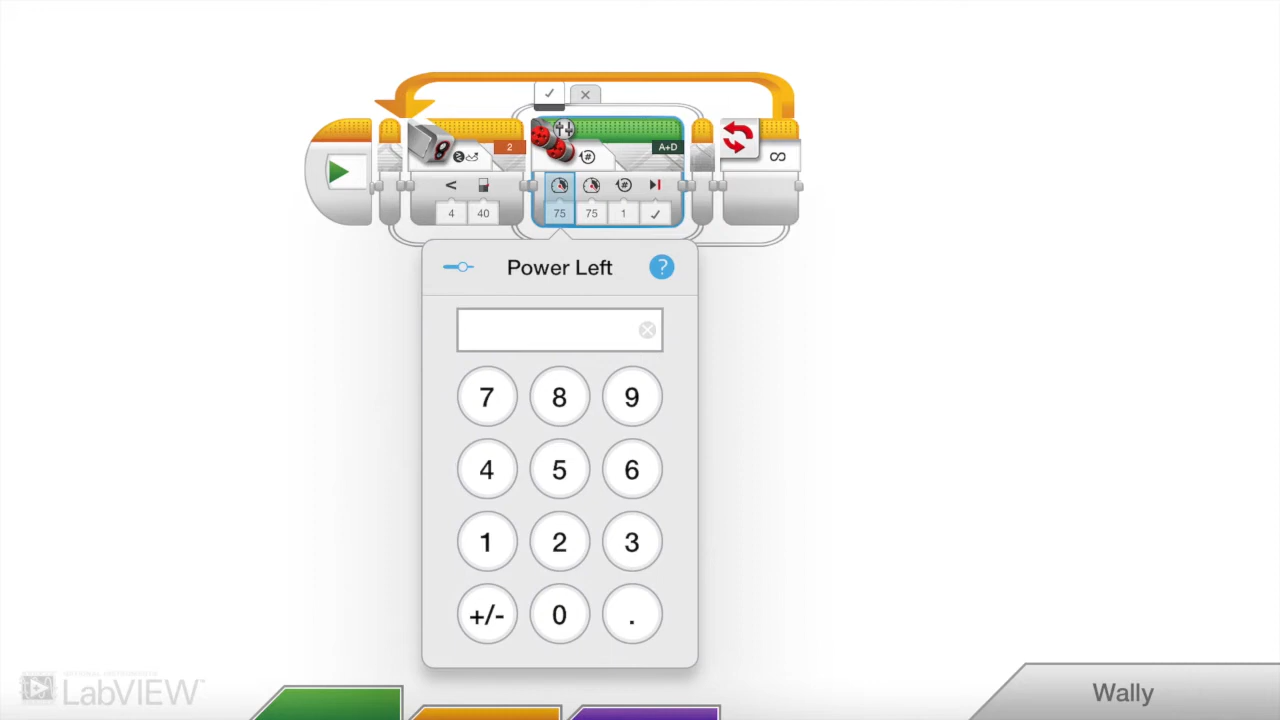 2
A+D
<
#
4 40 75 75 1
Power Left
?
7 8 9
4 5 6
1 2 3
+/- 0 .
LabVIEW™
Wally